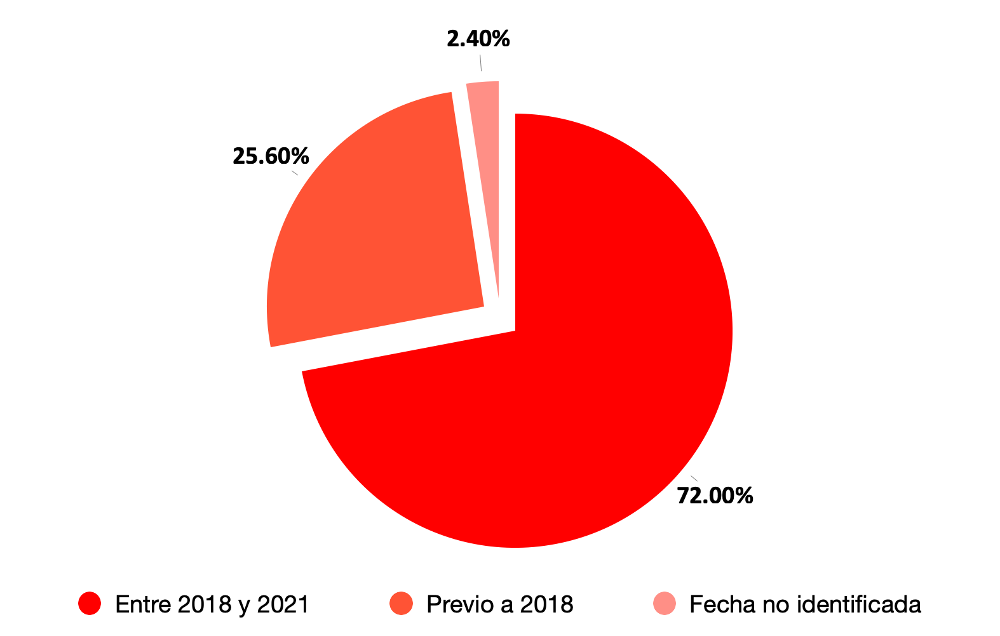 2.40%
25.60%
72.00%
Entre 2018 y 2021
Previo a 2018
Fecha no identificada